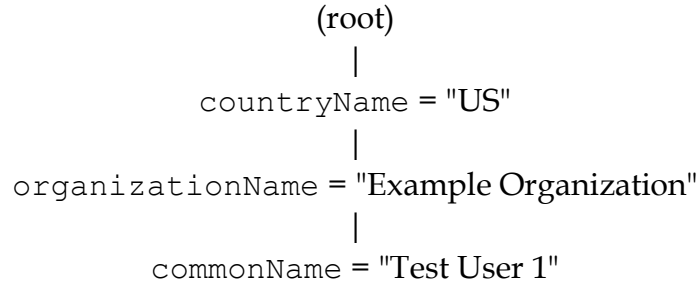 (root)
|
countryName = "US"
|
organizationName = "Example Organization"
|
commonName = "Test User 1"